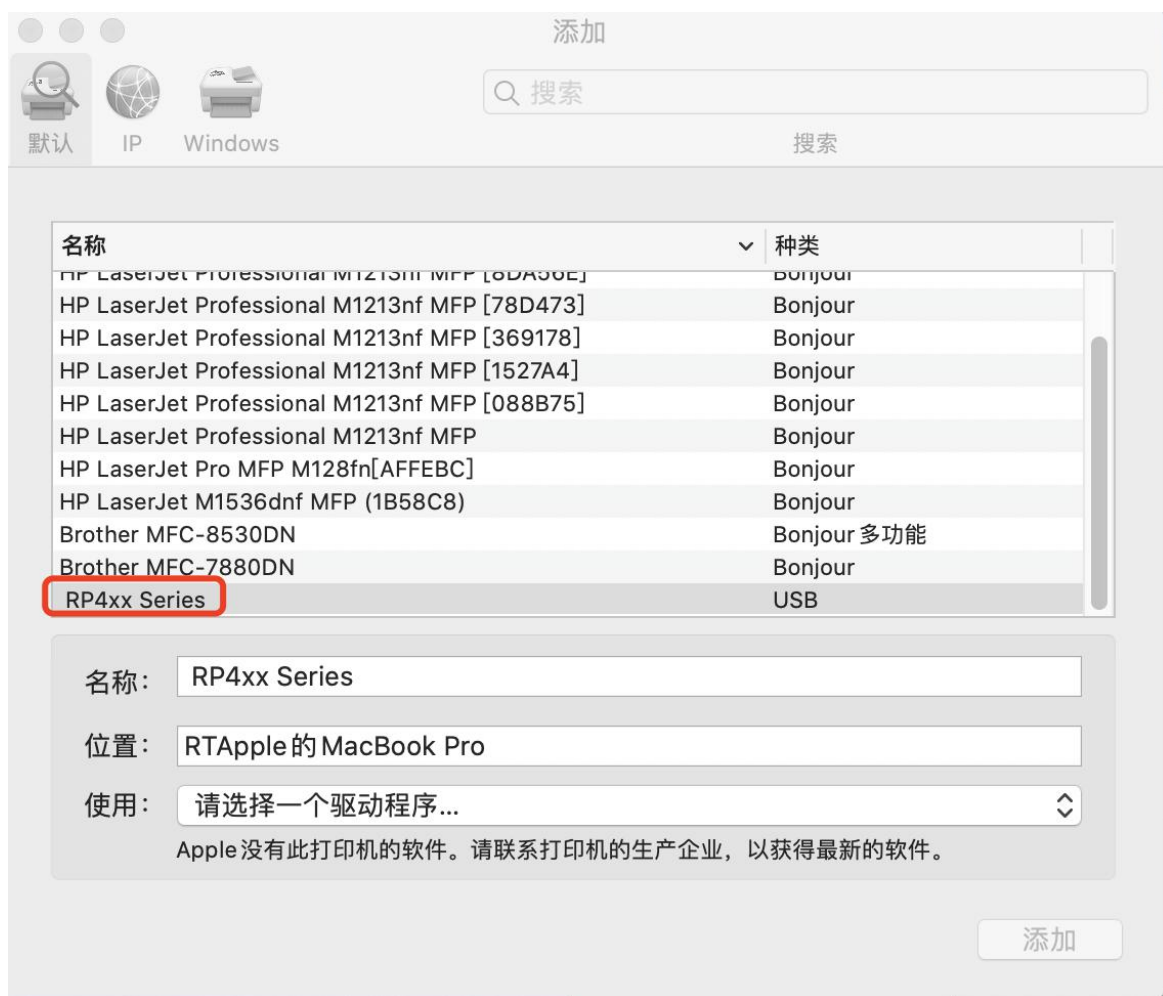 添加
搜索
默认 IP Windows 搜索
名称 种类
HP LaserJet Professional M1213nf MFP [8DA56E] Bonjour
HP LaserJet Professional M1213nf MFP [78D473] Bonjour
HP LaserJet Professional M1213nf MFP [369178] Bonjour
HP LaserJet Professional M1213nf MFP [1527A4] Bonjour
HP LaserJet Professional M1213nf MFP [088B75] Bonjour
HP LaserJet Professional M1213nf MFP Bonjour
HP LaserJet Pro MFP M128fn[AFFEBC] Bonjour
HP LaserJet M1536dnf MFP (1B58C8) Bonjour
Brother MFC-8530DN Bonjour 多功能
Brother MFC-7880DN Bonjour
RP4xx Series USB
名称： RP4xx Series
位置： RTApple的MacBook Pro
使用： 请选择一个驱动程序...
Apple没有此打印机的软件。请联系打印机的生产企业，以获得最新的软件。
添加